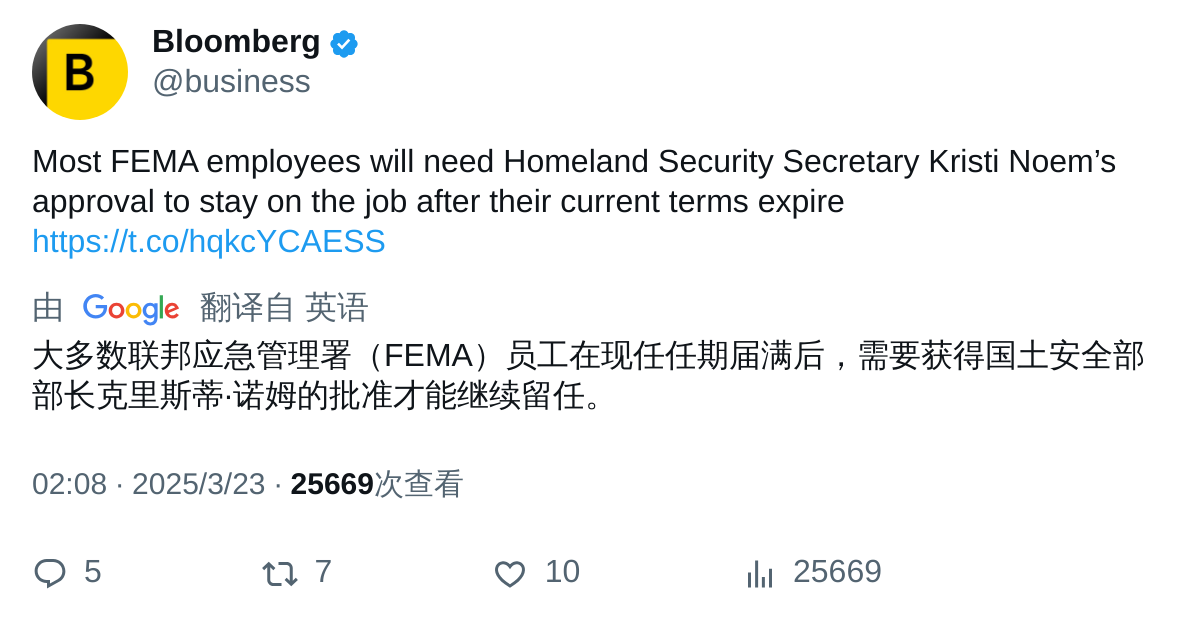 B
Bloomberg
@business
Most FEMA employees will need Homeland Security Secretary Kristi Noem’s
approval to stay on the job after their current terms expire
https://t.co/hqkcYCAESS
由 Google 翻译自 英语
大多数联邦应急管理署（FEMA）员工在现任任期届满后，需要获得国土安全部
部长克里斯蒂·诺姆的批准才能继续留任。
02:08 · 2025/3/23 · 25669次查看
5 7 10 25669